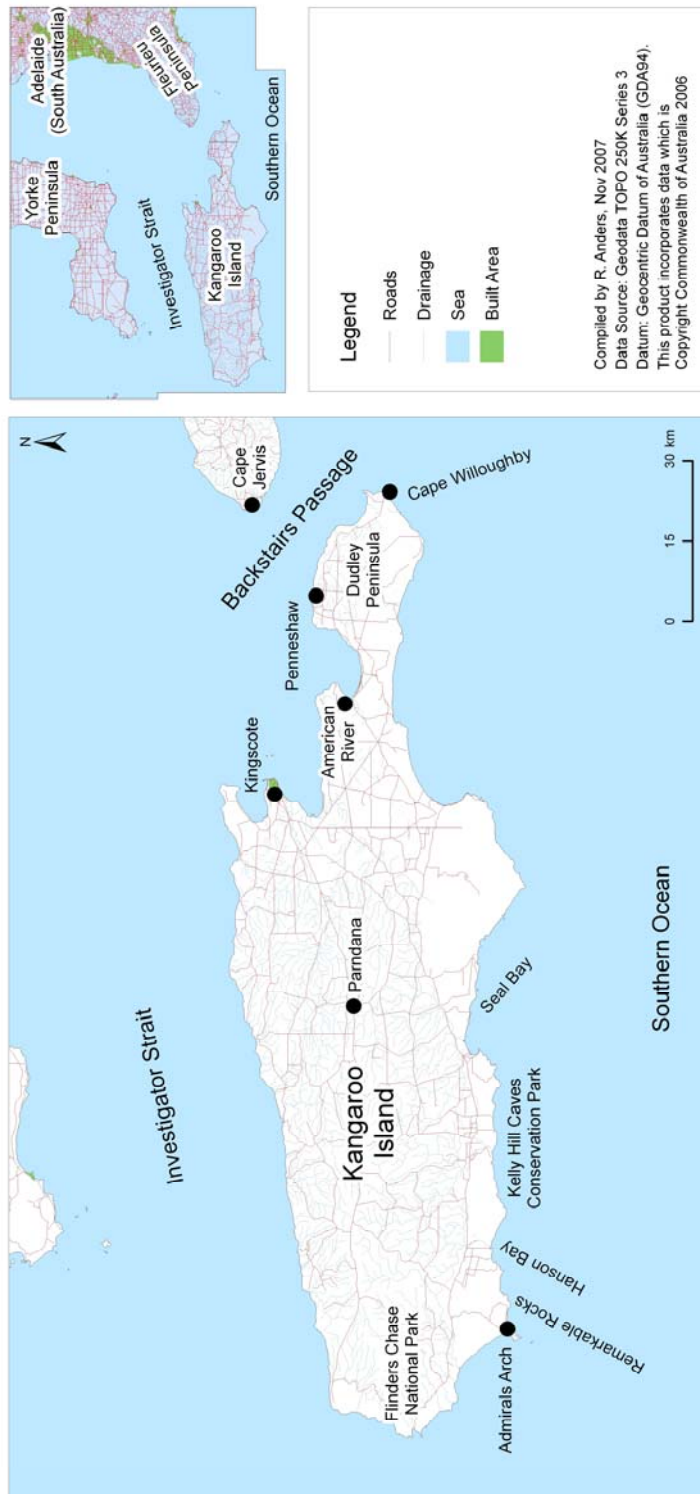 N
Investigator Strait
Cape
Jervis
Backstairs Passage
Kingscote
Penneshaw
American
River
Dudley
Peninsula
Cape Willoughby
Parndana
Kangaroo
Island
Flinders Chase
National Park
Seal Bay
Kelly Hill Caves
Conservation Park
Hanson Bay
Remarkable Rocks
Admirals Arch
Southern Ocean
0 15 30 km
Adelaide
(South Australia)
Yorke
Peninsula
Fleurieu
Peninsula
Investigator Strait
Kangaroo
Island
Southern Ocean
Legend
Roads
Drainage
Sea
Built Area
Compiled by R. Anders, Nov 2007
Data Source: Geodata TOPO 250K Series 3
Datum: Geocentric Datum of Australia (GDA94).
This product incorporates data which is
Copyright Commonwealth of Australia 2006